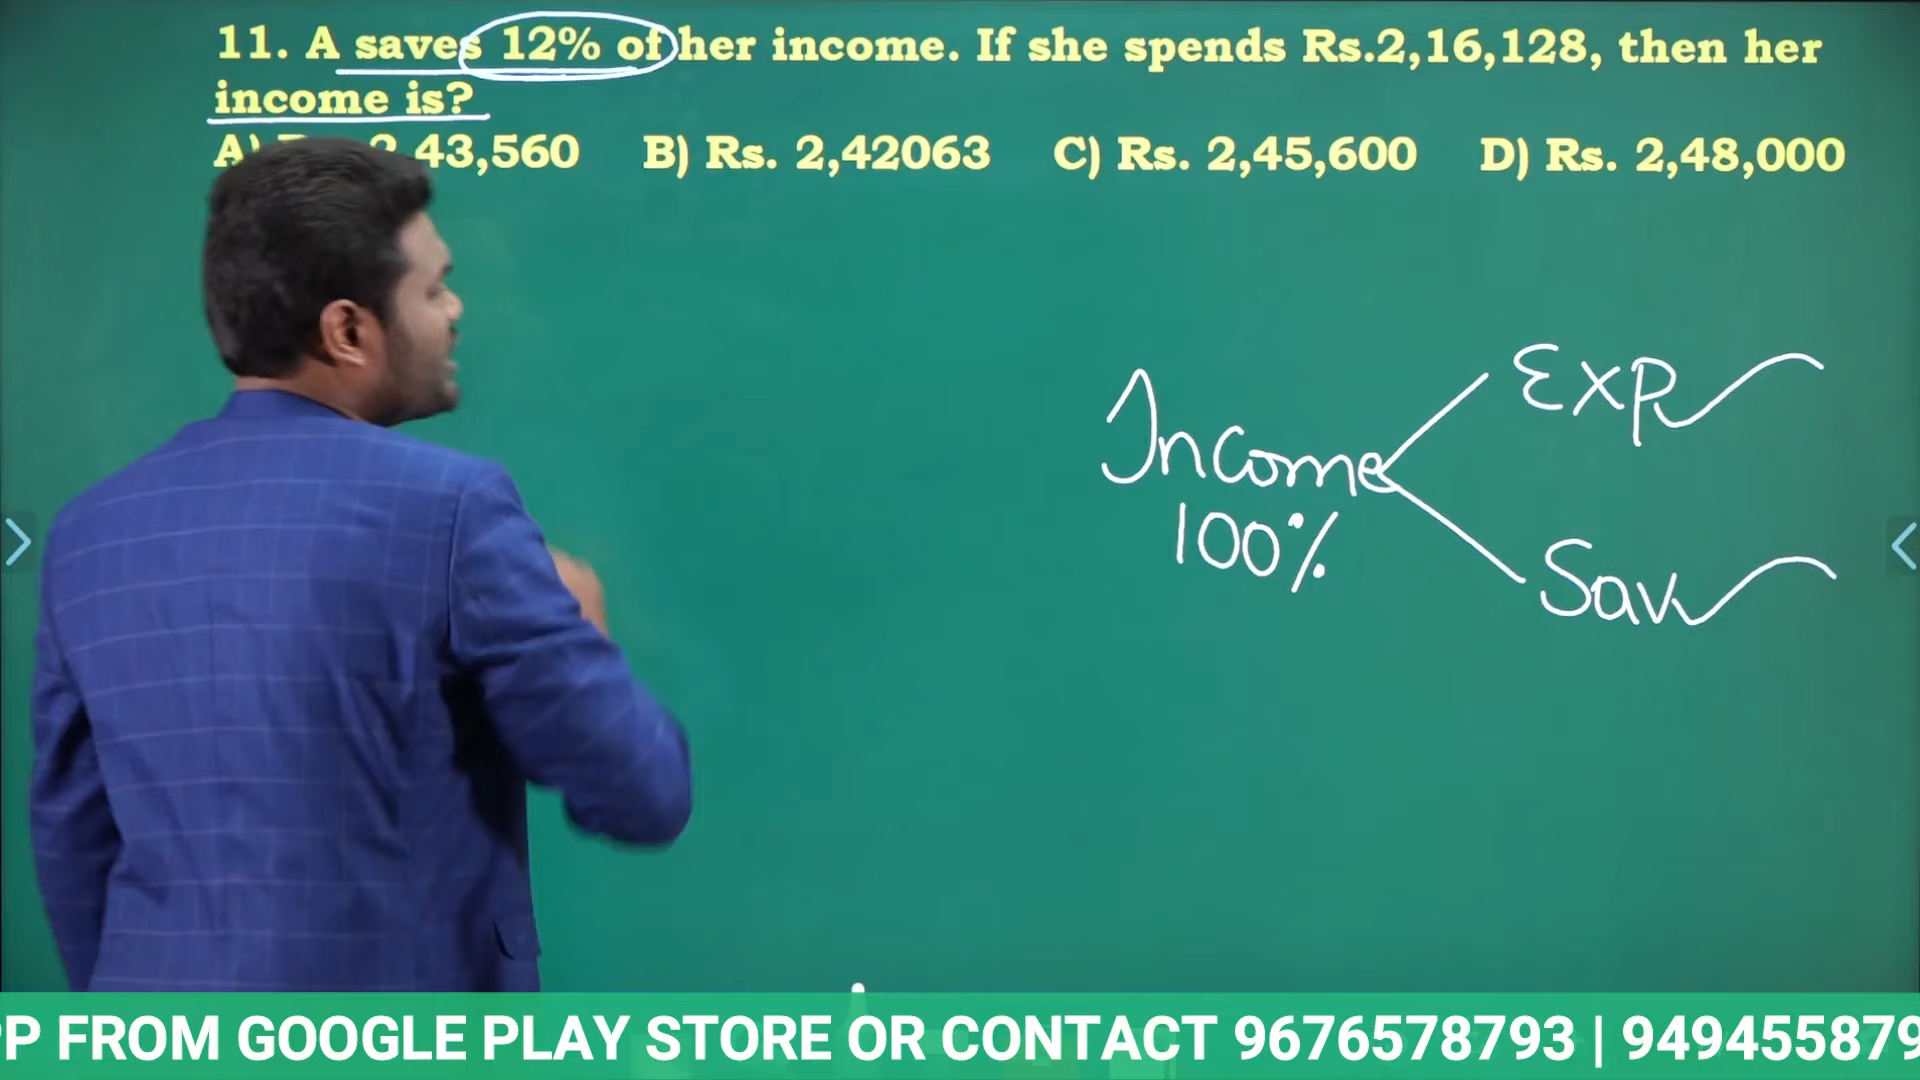 11. A saves 12% of her income. If she spends Rs.2,16,128, then her
income is?
A) 2,43,560 B) Rs. 2,42063 C) Rs. 2,45,600 D) Rs. 2,48,000
Exp
Income
100%
Sav
FROM GOOGLE PLAY STORE OR CONTACT 9676578793 |